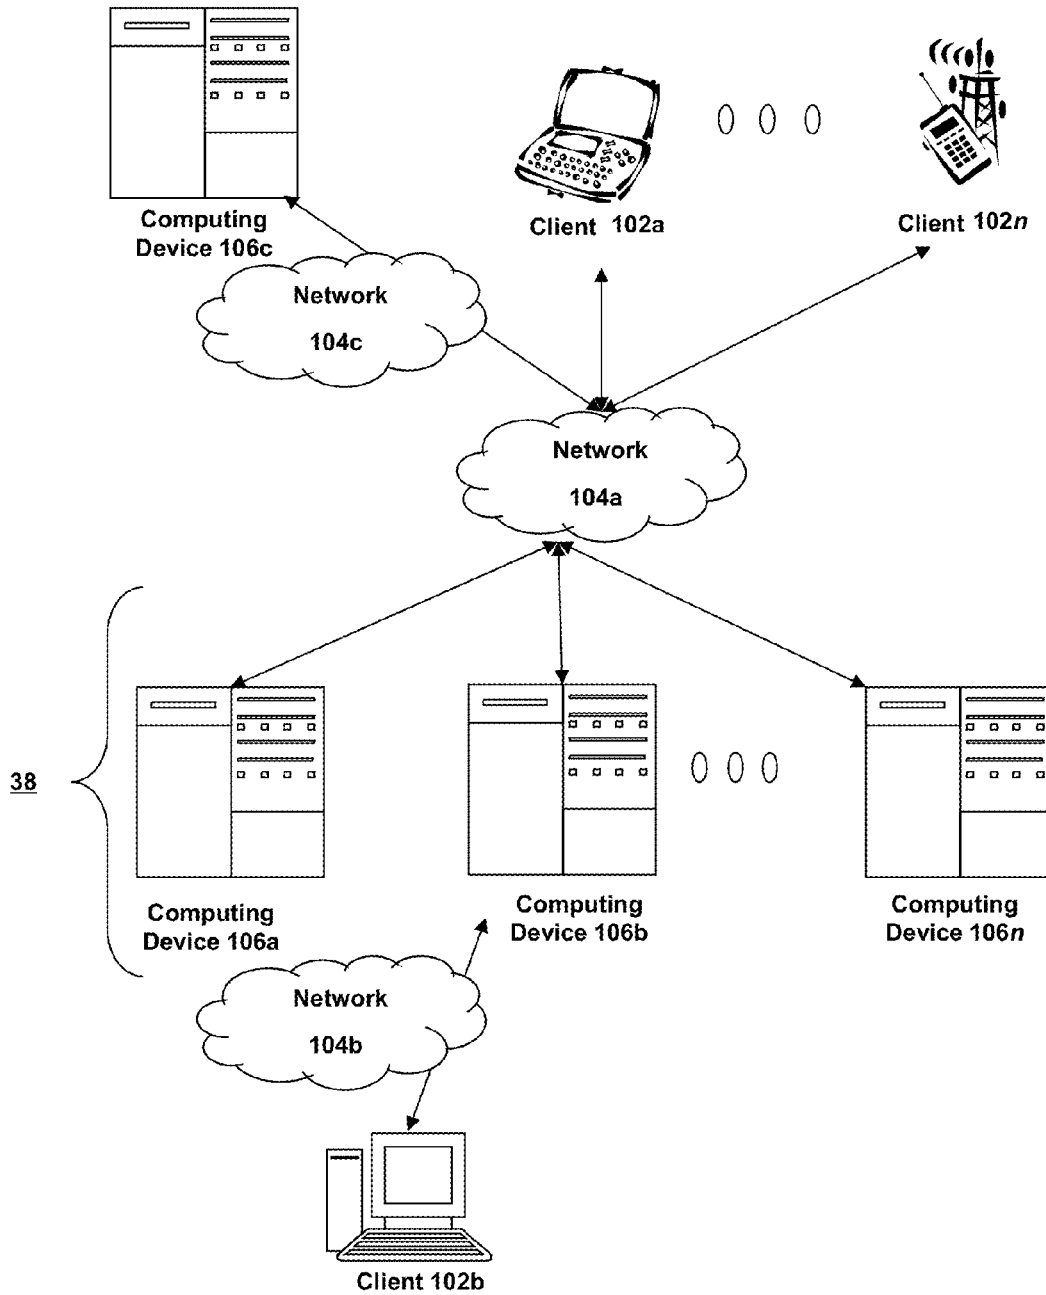 Computing
Device 106c
Client 102a
Client 102n
Network
104c
Network
104a
38
Computing
Device 106a
Computing
Device 106b
Computing
Device 106n
Network
104b
Client 102b